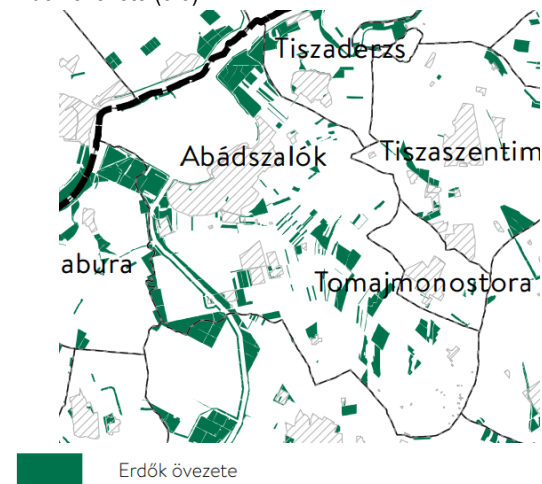 Tiszaderzs
Abádszalók
Tiszaszentim
abura
Tomajmonostora
Erdők övezete